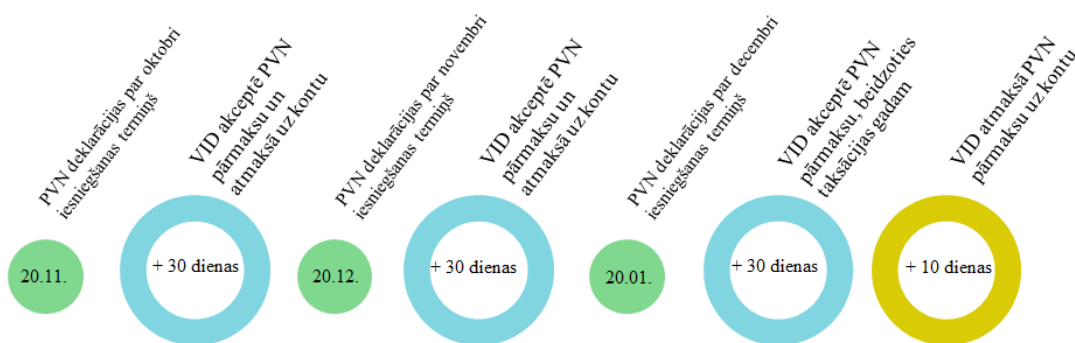 PVN deklarācijas par oktobri
iesniegšanas termiņš
20.11.
VID akceptē PVN
pārmaksu un
atmaksā uz kontu
+ 30 dienas
PVN deklarācijas par novembri
iesniegšanas termiņš
20.12.
VID akceptē PVN
pārmaksu un
atmaksā uz kontu
+ 30 dienas
PVN deklarācijas par decembri
iesniegšanas termiņš
20.01.
VID akceptē PVN
pārmaksu, beidzoties
taksācijas gadam
+ 30 dienas
VID atmaksā PVN
pārmaksu uz kontu
+ 10 dienas